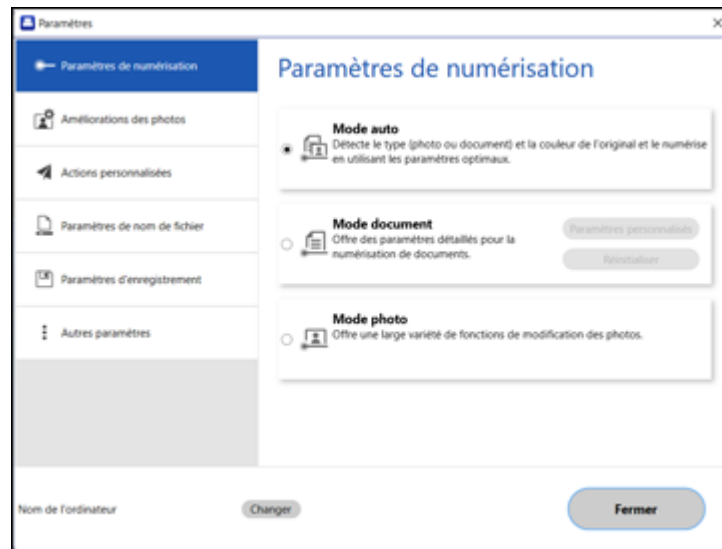 Paramètres
Paramètres de numérisation
Améliorations des photos
Actions personnalisées
Paramètres de nom de fichier
Paramètres d'enregistrement
Autres paramètres
Paramètres de numérisation
Mode auto
Détecte le type (photo ou document) et la couleur de l'original et le numérise
en utilisant les paramètres optimaux.
Mode document
Offre des paramètres détaillés pour la
numérisation de documents.
Paramètres personnalisés
Réinitialiser
Mode photo
Offre une large variété de fonctions de modification des photos.
Nom de l'ordinateur
Changer
Fermer